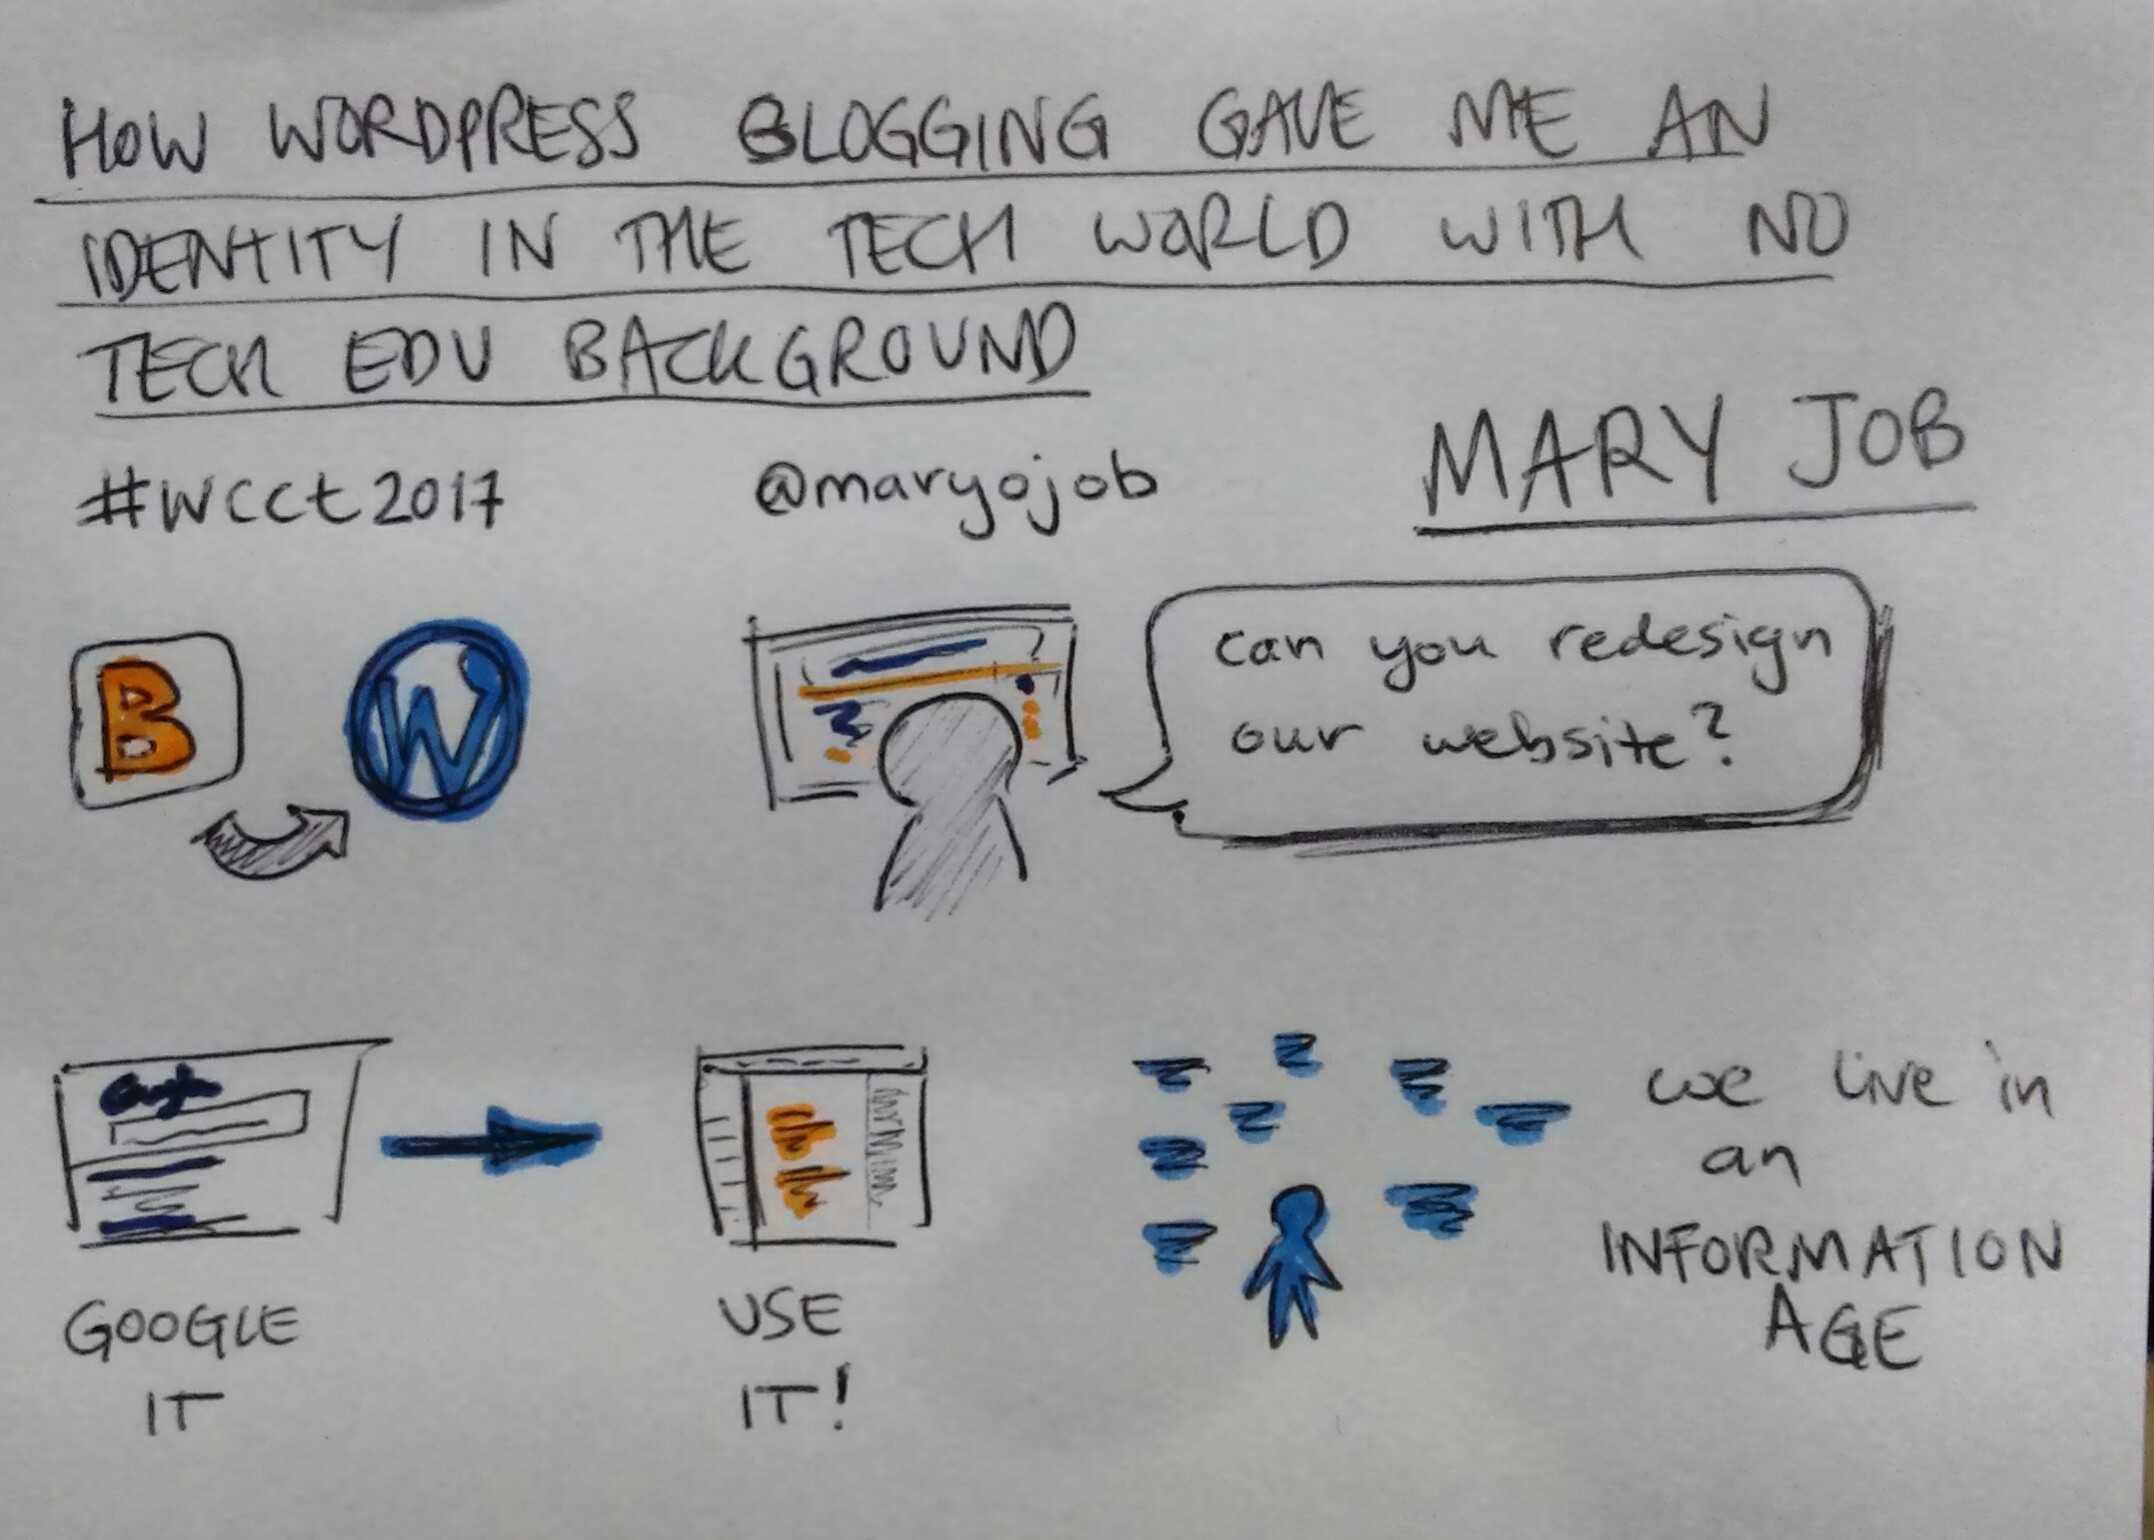 HOW WORDPRESS BLOGGING GAVE ME AN
IDENTITY IN THE TECH WORLD WITH NO
TECH EDU BACKGROUND
MARY JOB
#wcct2017
@maryojob
B
W
can you redesign
our website?
Google
GOOGLE
IT
USE
IT!
we live in
an
INFORMATION
AGE